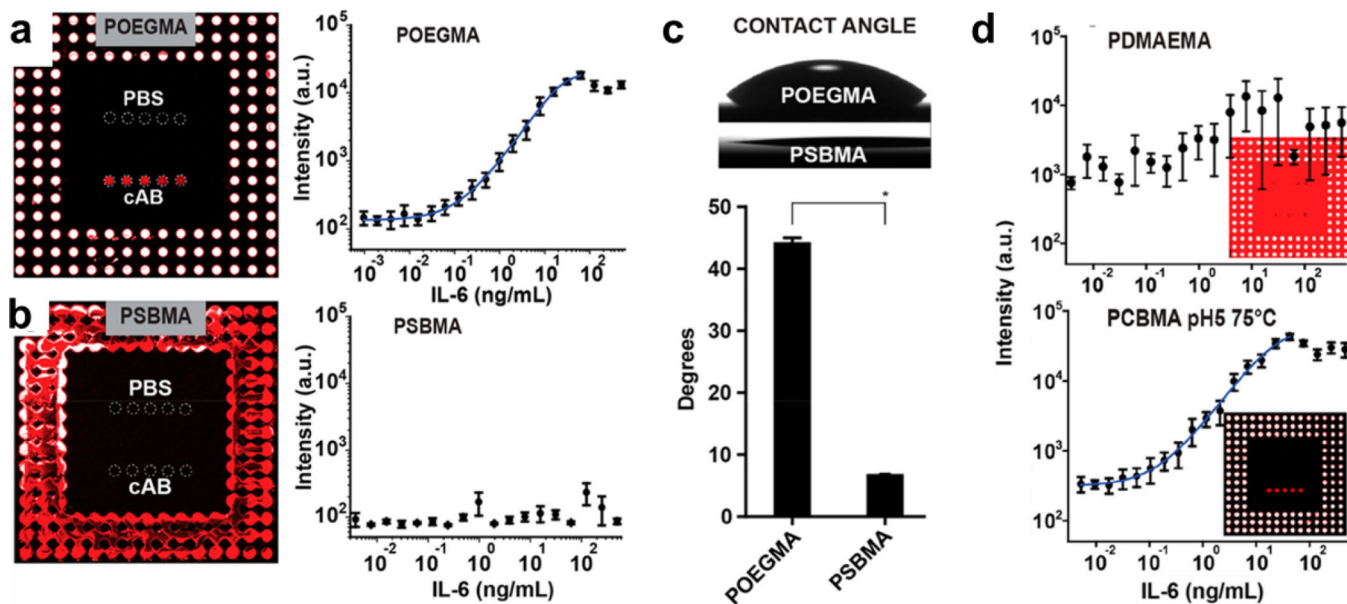 a
POEGMA
PBS
cAB
POEGMA
Intensity (a.u.)
10^5
10^4
10^3
10^2
10^-3 10^-2 10^-1 10^0 10^1 10^2
IL-6 (ng/mL)
b
PSBMA
PBS
cAB
PSBMA
Intensity (a.u.)
10^5
10^4
10^3
10^2
10^-2 10^-1 10^0 10^1 10^2
IL-6 (ng/mL)
c
CONTACT ANGLE
POEGMA
PSBMA
*
Degrees
50
40
30
20
10
0
POEGMA
PSBMA
d
PDMAEMA
Intensity (a.u.)
10^5
10^4
10^3
10^2
10^-2 10^-1 10^0 10^1 10^2
PCBMA pH5 75°C
Intensity (a.u.)
10^5
10^4
10^3
10^2
10^-2 10^-1 10^0 10^1 10^2
IL-6 (ng/mL)